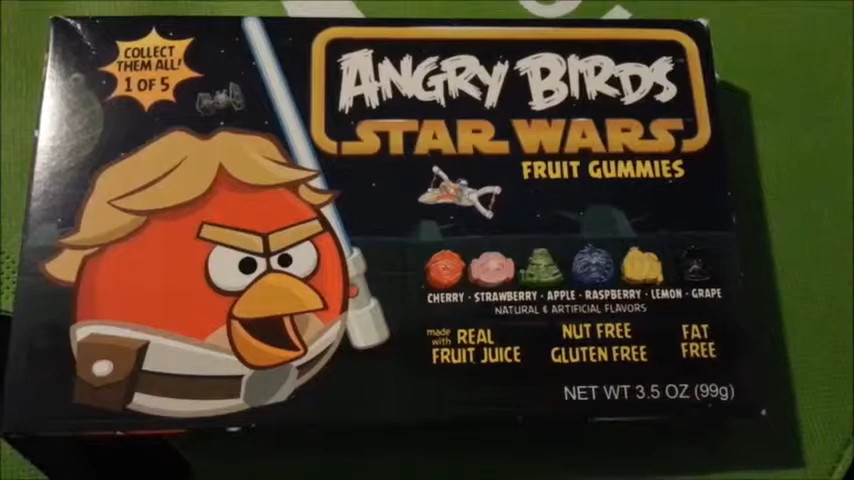 COLLECT
THEM ALL!
1 OF 5
ANGRY BIRDS
STAR WARS
FRUIT GUMMIES
CHERRY · STRAWBERRY · APPLE · RASPBERRY · LEMON · GRAPE
NATURAL & ARTIFICIAL FLAVORS
made with REAL FRUIT JUICE
NUT FREE
GLUTEN FREE
FAT FREE
NET WT 3.5 OZ (99g)